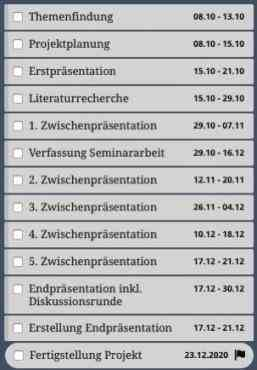 Themenfindung 08.10 - 13.10
Projektplanung 08.10 - 15.10
Erstpräsentation 15.10 - 21.10
Literaturrecherche 15.10 - 29.10
1. Zwischenpräsentation 29.10 - 07.11
Verfassung Seminararbeit 29.10 - 16.12
2. Zwischenpräsentation 12.11 - 20.11
3. Zwischenpräsentation 26.11 - 04.12
4. Zwischenpräsentation 10.12 - 18.12
5. Zwischenpräsentation 17.12 - 21.12
Endpräsentation inkl. 17.12 - 30.12
Diskussionsrunde
Erstellung Endpräsentation 17.12 - 21.12
Fertigstellung Projekt 23.12.2020